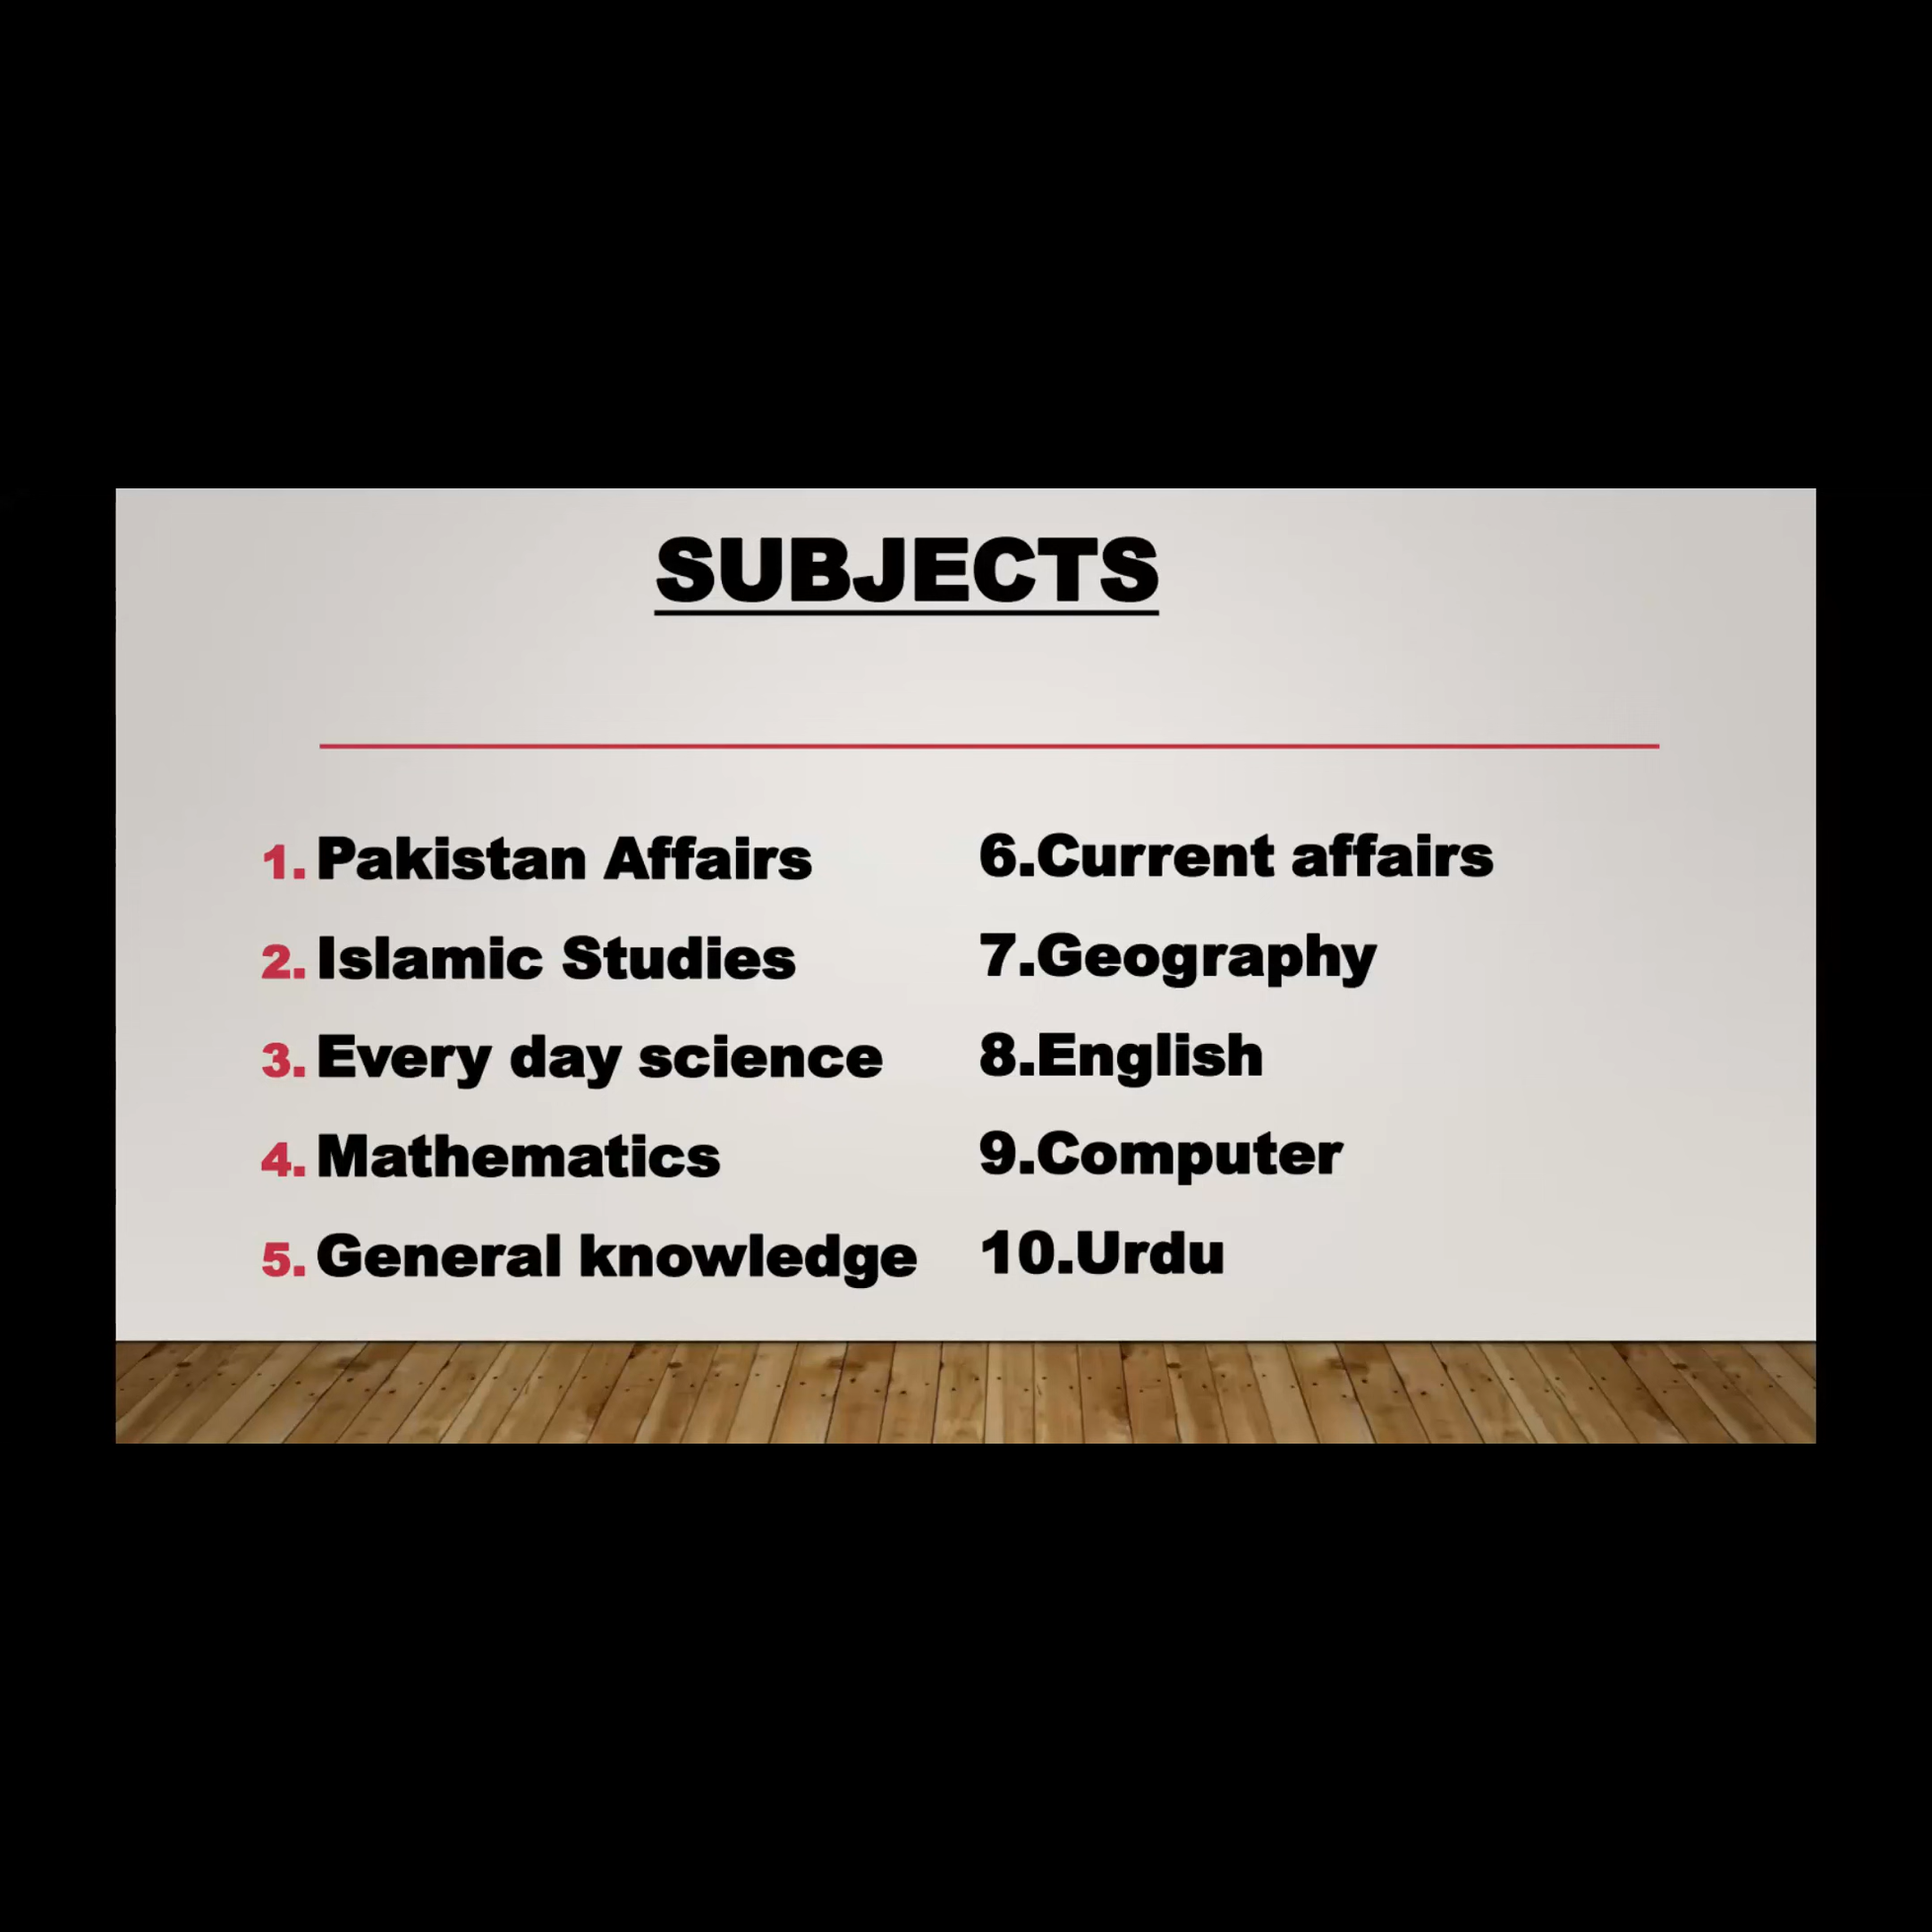 SUBJECTS
1. Pakistan Affairs
2. Islamic Studies
3. Every day science
4. Mathematics
5. General knowledge
6.Current affairs
7.Geography
8.English
9.Computer
10.Urdu